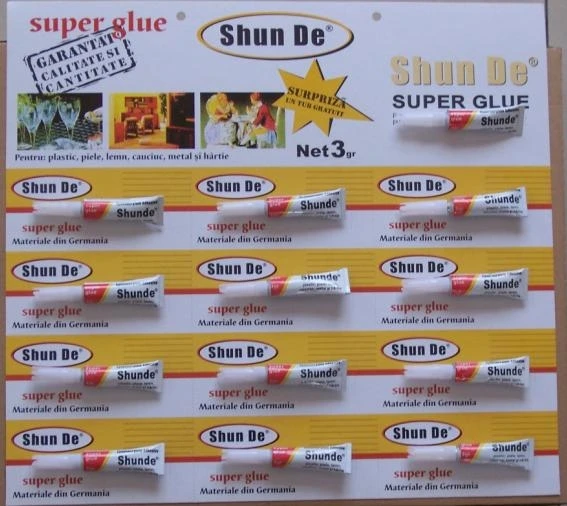 super glue
GARANTAT
CALITATE SI
CANTITATE
Shun De®
SURPRIZĂ
UN TUB GRATUIT
Net 3 gr
Shun De®
SUPER GLUE
Shunde
Pentru: plastic, piele, lemn, cauciuc, metal şi hârtie
Shun De®
Shunde
super glue
Materiale din Germania
Shun De®
Shunde
super glue
Materiale din Germania
Shun De®
Shunde
super glue
Materiale din Germania
Shun De®
Shunde
super glue
Materiale din Germania
Shun De®
Shunde
super glue
Materiale din Germania
Shun De®
Shunde
super glue
Materiale din Germania
Shun De®
Shunde
super glue
Materiale din Germania
Shun De®
Shunde
super glue
Materiale din Germania
Shun De®
Shunde
super glue
Materiale din Germania
Shun De®
Shunde
super glue
Materiale din Germania
Shun De®
Shunde
super glue
Materiale din Germania
Shun De®
Shunde
super glue
Materiale din Germania